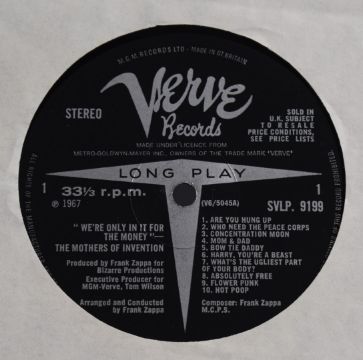 M.G.M. RECORDS LTD - MADE IN GT. BRITAIN
Verve
Records
STEREO
SOLD IN
U.K. SUBJECT
TO RESALE
PRICE CONDITIONS,
SEE PRICE LISTS
MADE UNDER LICENCE FROM
METRO-GOLDWYN-MAYER INC., OWNERS OF THE TRADE MARK "VERVE"
LONG PLAY
1
33⅓ r.p.m.
1
℗ 1967
(V6/5045A)
SVLP. 9199
"WE'RE ONLY IN IT FOR
THE MONEY"—
THE MOTHERS OF INVENTION
Produced by Frank Zappa for
Bizarre Productions
Executive Producer for
MGM-Verve, Tom Wilson
Arranged and Conducted
by Frank Zappa
1. ARE YOU HUNG UP
2. WHO NEED THE PEACE CORPS
3. CONCENTRATION MOON
4. MOM & DAD
5. BOW TIE DADDY
6. HARRY, YOU'RE A BEAST
7. WHAT'S THE UGLIEST PART
OF YOUR BODY?
8. ABSOLUTELY FREE
9. FLOWER PUNK
10. HOT POOP
Composer: Frank Zappa
M.C.P.S.